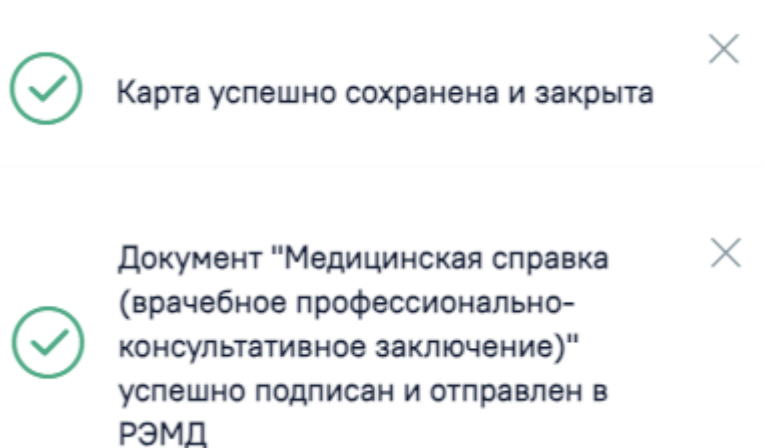 Карта успешно сохранена и закрыта
Документ "Медицинская справка
(врачебное профессионально-
консультативное заключение)"
успешно подписан и отправлен в
РЭМД